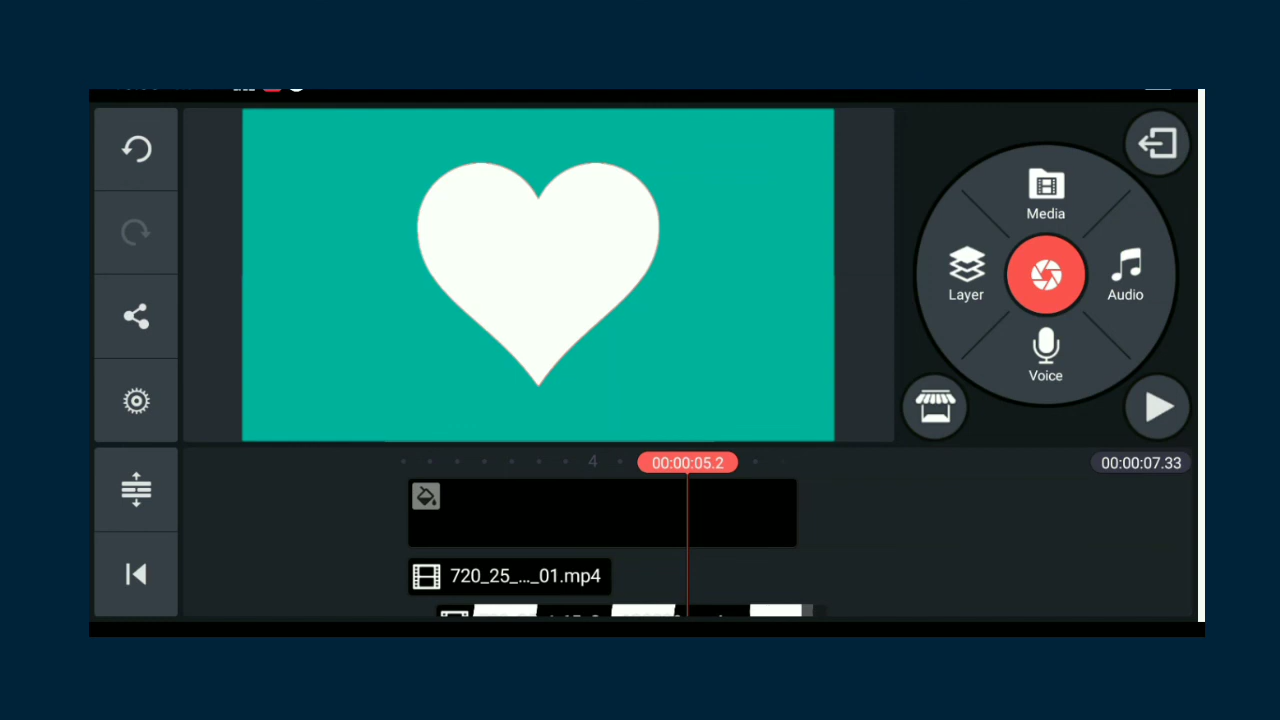 Media
Layer
Audio
Voice
4
00:00:05.2
00:00:07.33
720_25_..._01.mp4